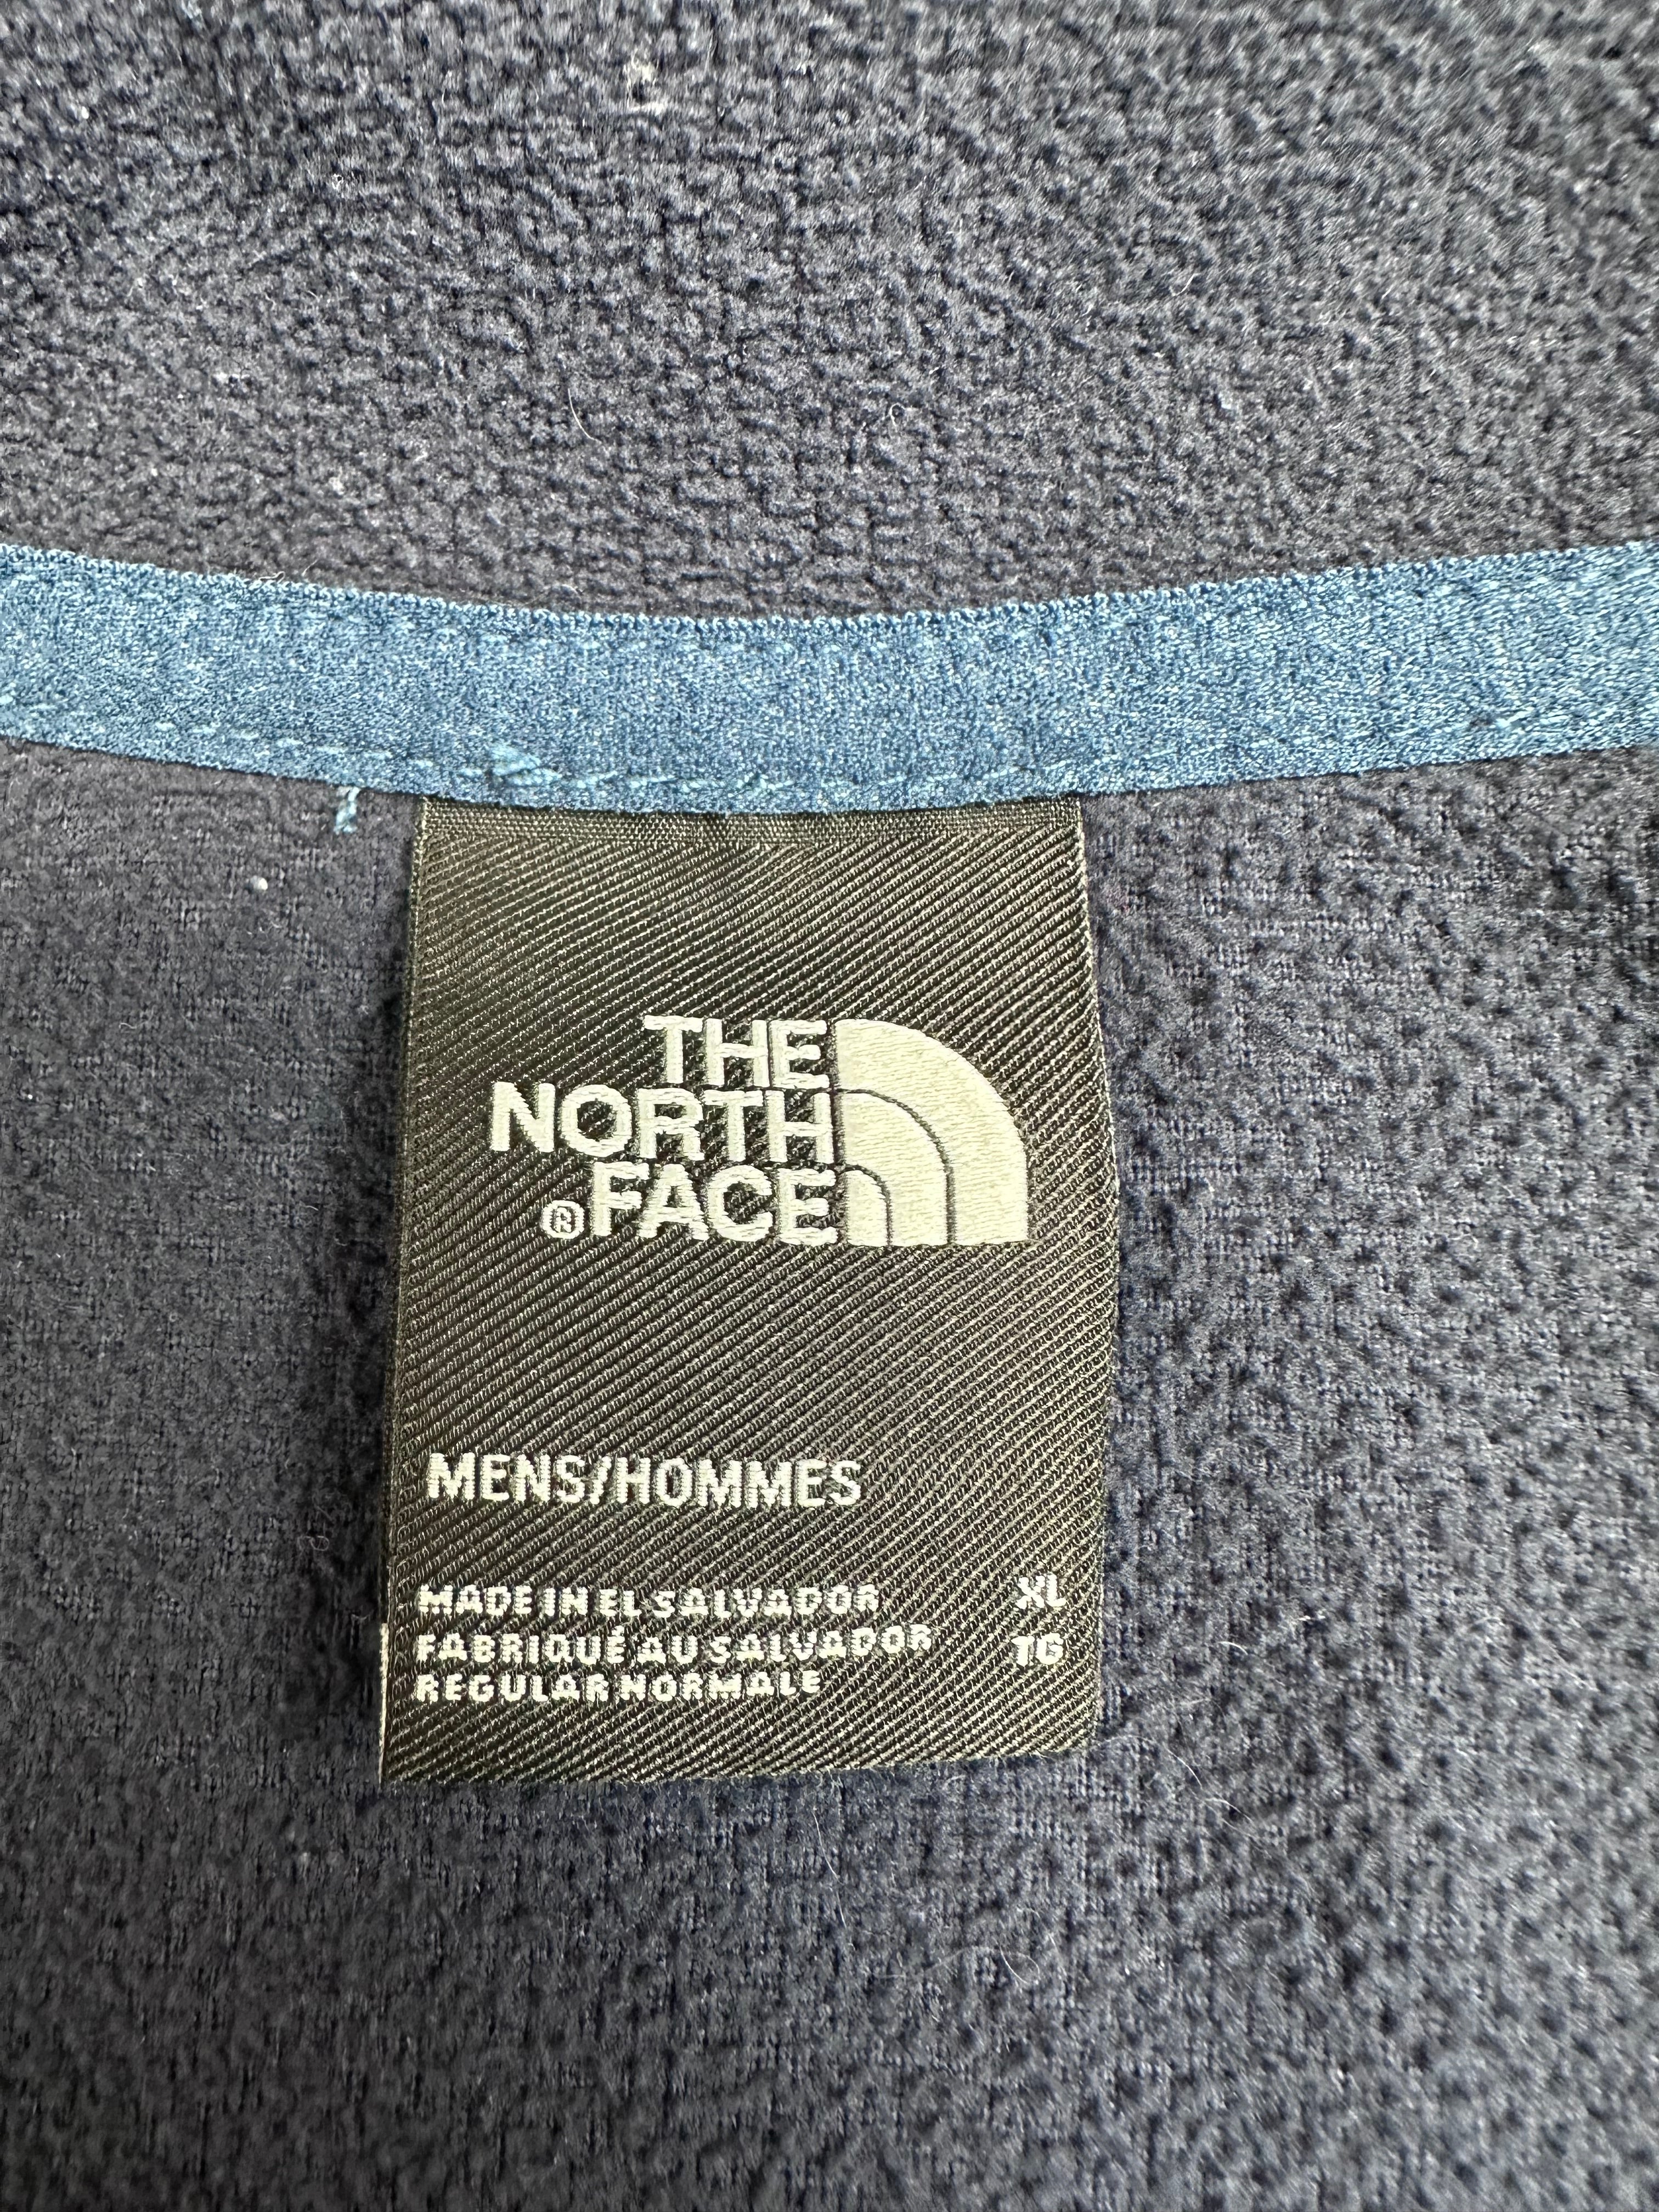 THE
NORTH
®FACE
MENS/HOMMES
MADE IN EL SALVADOR XL
FABRIQUÉ AU SALVADOR TG
REGULAR NORMALE